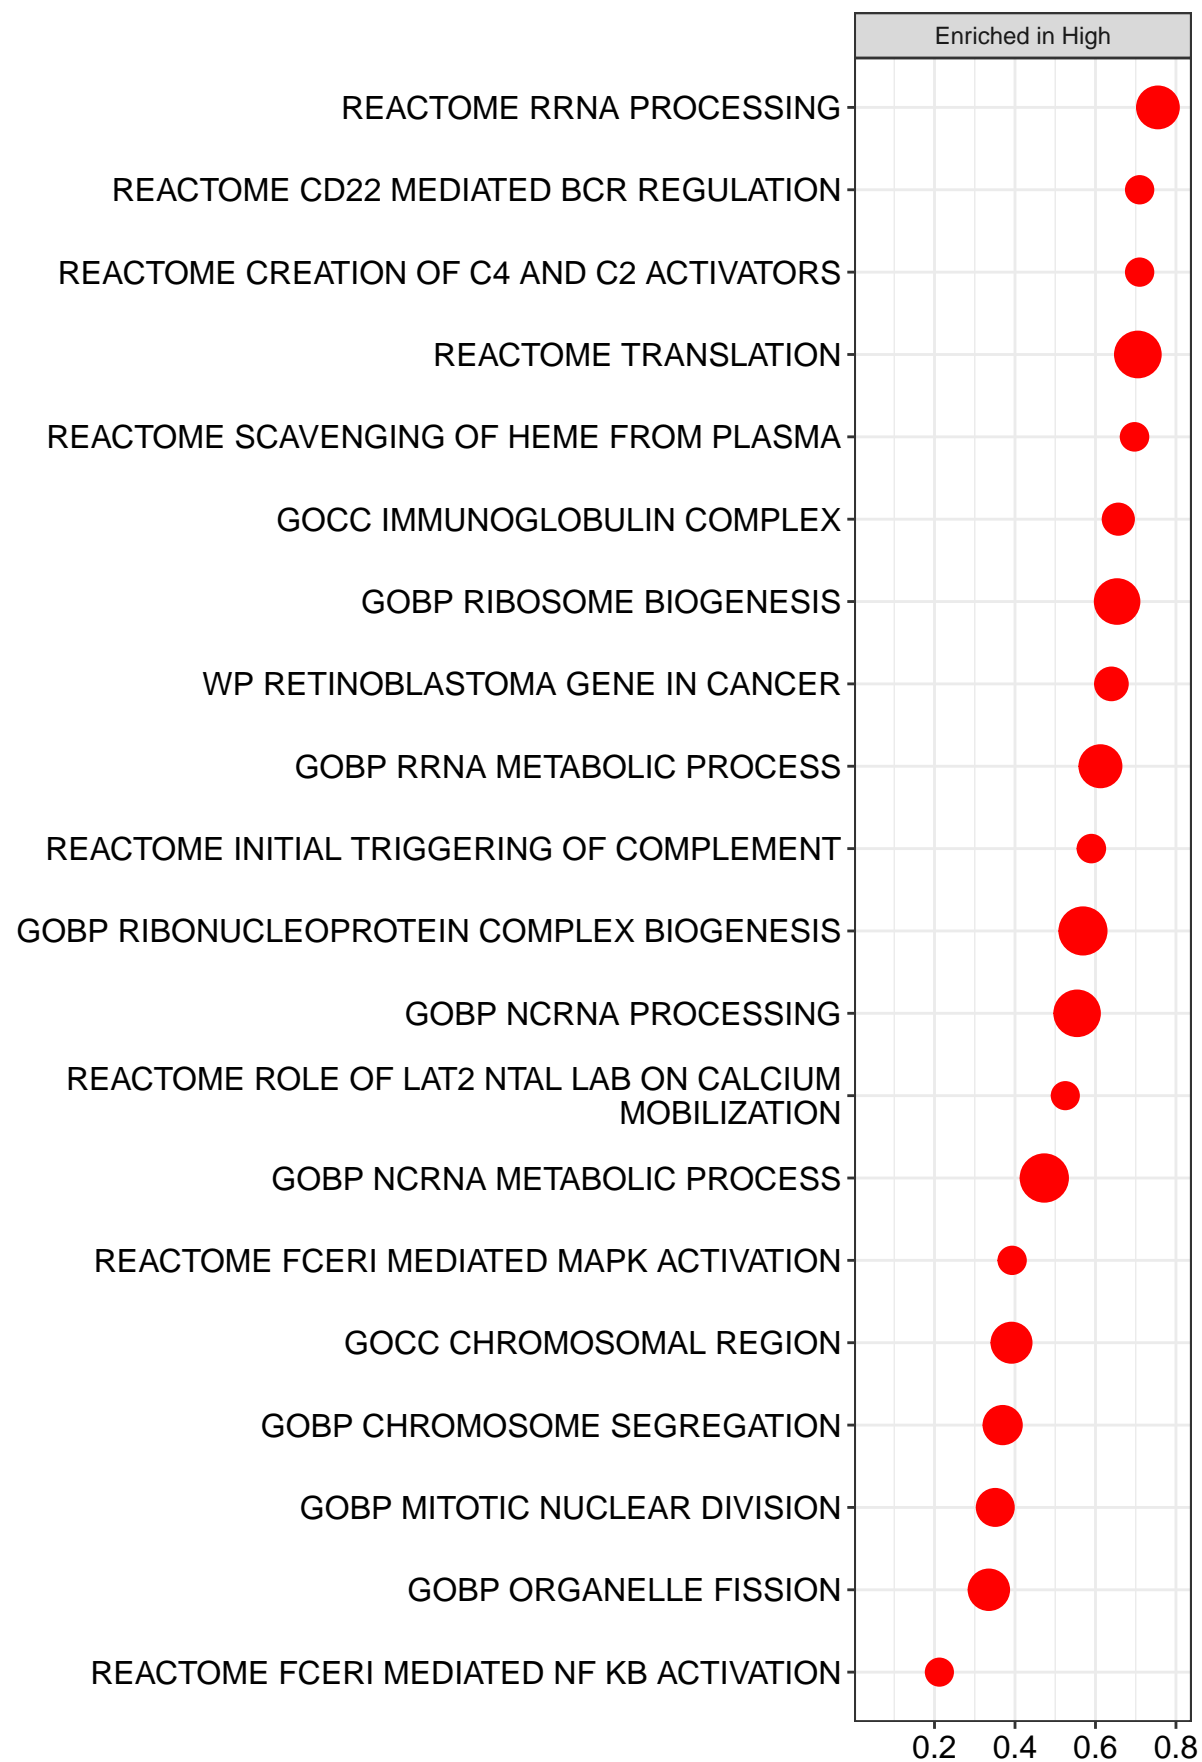 Enriched in High
REACTOME RRNA PROCESSING
REACTOME CD22 MEDIATED BCR REGULATION
REACTOME CREATION OF C4 AND C2 ACTIVATORS
REACTOME TRANSLATION
REACTOME SCAVENGING OF HEME FROM PLASMA
GOCC IMMUNOGLOBULIN COMPLEX
GOBP RIBOSOME BIOGENESIS
WP RETINOBLASTOMA GENE IN CANCER
GOBP RRNA METABOLIC PROCESS
REACTOME INITIAL TRIGGERING OF COMPLEMENT
GOBP RIBONUCLEOPROTEIN COMPLEX BIOGENESIS
GOBP NCRNA PROCESSING
REACTOME ROLE OF LAT2 NTAL LAB ON CALCIUM
MOBILIZATION
GOBP NCRNA METABOLIC PROCESS
REACTOME FCERI MEDIATED MAPK ACTIVATION
GOCC CHROMOSOMAL REGION
GOBP CHROMOSOME SEGREGATION
GOBP MITOTIC NUCLEAR DIVISION
GOBP ORGANELLE FISSION
REACTOME FCERI MEDIATED NF KB ACTIVATION
0.2 0.4 0.6 0.8